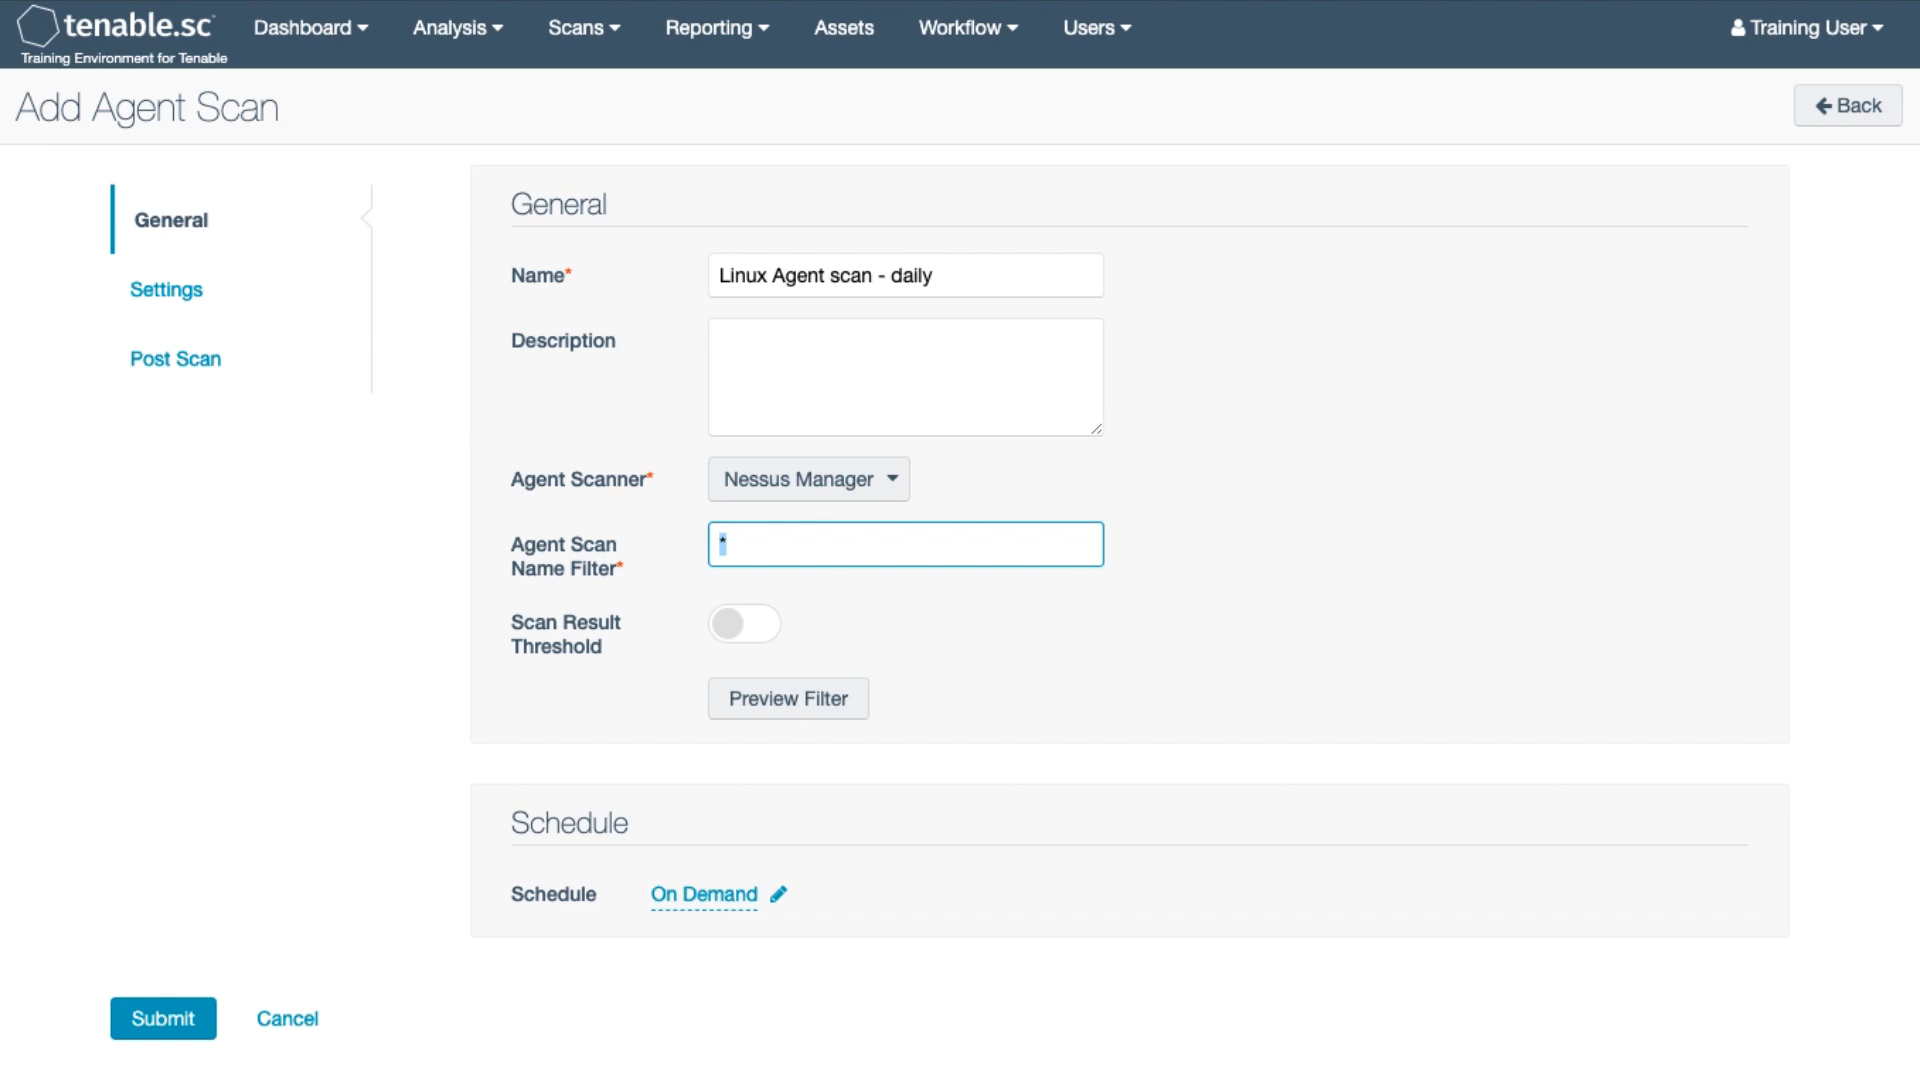 tenable.sc Dashboard Analysis Scans Reporting Assets Workflow Users Training User
Training Environment for Tenable
Add Agent Scan
Back
General
Settings
Post Scan
General
Name*
Linux Agent scan - daily
Description
Agent Scanner*
Nessus Manager
Agent Scan
Name Filter*
*
Scan Result
Threshold
Preview Filter
Schedule
Schedule
On Demand
Submit
Cancel